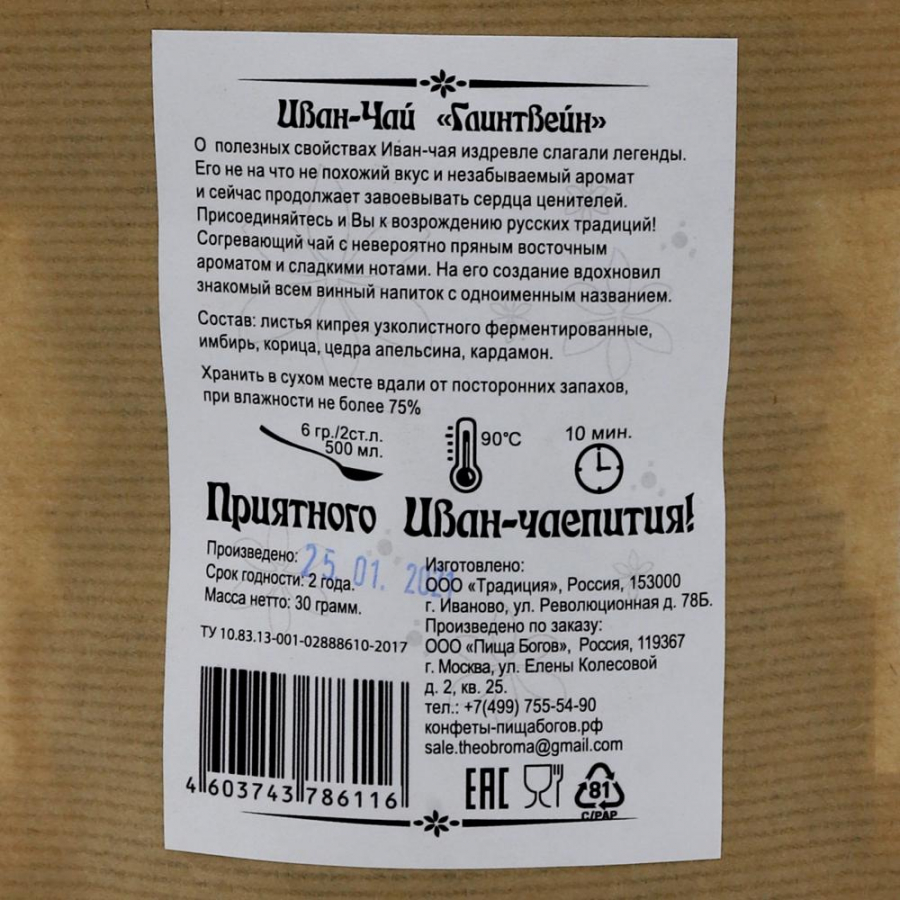 Иван-Чай «Глинтвейн»
О полезных свойствах Иван-чая издревле слагали легенды.
Его не на что не похожий вкус и незабываемый аромат
и сейчас продолжает завоевывать сердца ценителей.
Присоединяйтесь и Вы к возрождению русских традиций!
Согревающий чай с невероятно пряным восточным
ароматом и сладкими нотами. На его создание вдохновил
знакомый всем винный напиток с одноименным названием.
Состав: листья кипрея узколистного ферментированные,
имбирь, корица, цедра апельсина, кардамон.
Хранить в сухом месте вдали от посторонних запахов,
при влажности не более 75%
6 гр./2ст.л.
500 мл.
90°C
10 мин.
Приятного Иван-чаепития!
Произведено: 25.01.2021
Срок годности: 2 года.
Масса нетто: 30 грамм.
ТУ 10.83.13-001-02888610-2017
4 603743 786116
Изготовлено:
ООО «Традиция», Россия, 153000
г. Иваново, ул. Революционная д. 78Б.
Произведено по заказу:
ООО «Пища Богов», Россия, 119367
г. Москва, ул. Елены Колесовой
д. 2, кв. 25.
тел.: +7(499) 755-54-90
конфеты-пищабогов.рф
sale.theobroma@gmail.com
EAC
81
C/PAP